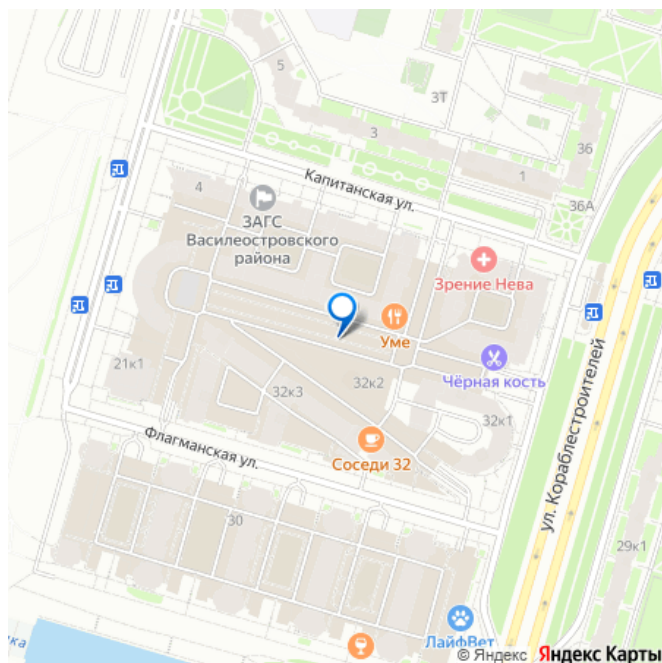 5
3Т
3
36
1
36А
Капитанская ул.
4
ЗАГС
Василеостровского
района
Зрение Нева
Уме
21к1
Чёрная кость
32к2
32к3
32к1
Флагманская ул.
Соседи 32
ул. Кораблестроителей
30
29к1
ЛайфВет
© Яндекс Яндекс Карты